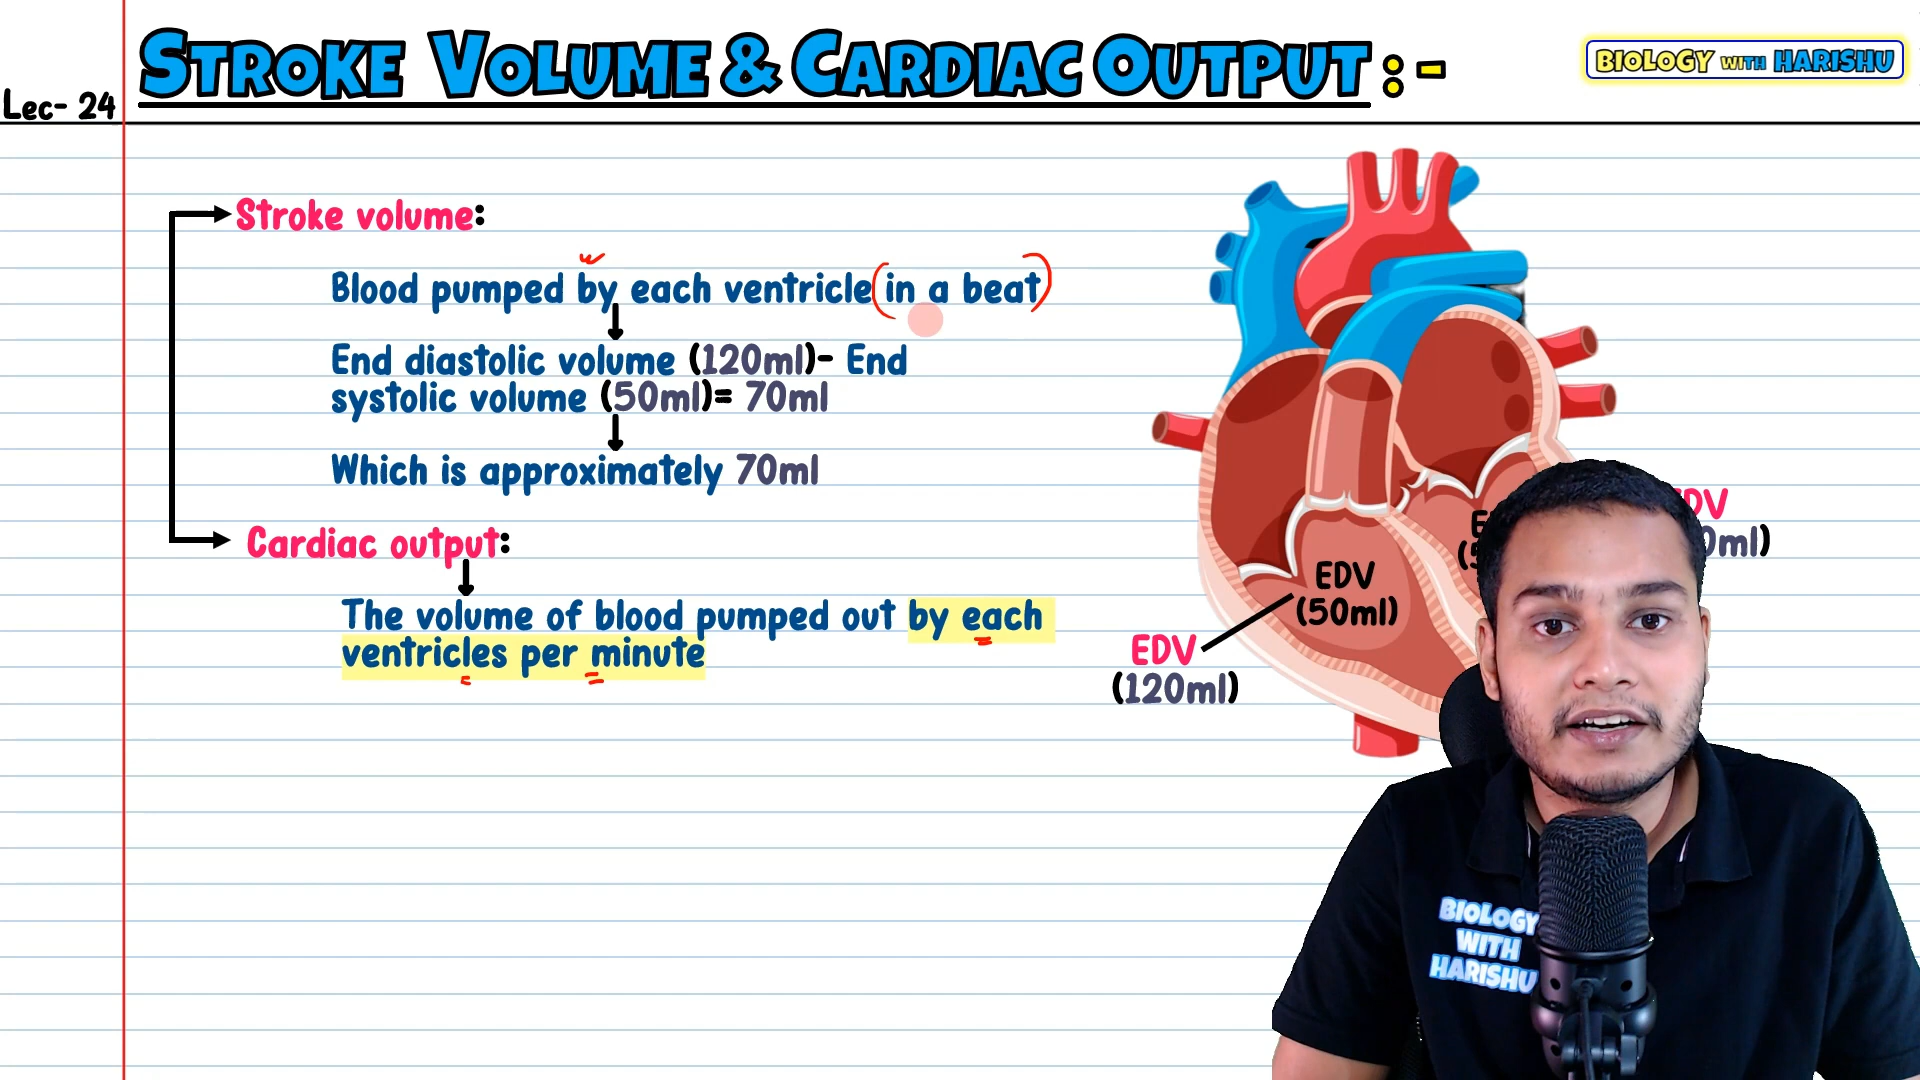 STROKE VOLUME & CARDIAC OUTPUT :-
BIOLOGY WITH HARISHU
Lec- 24
Stroke volume:
Blood pumped by each ventricle (in a beat)
End diastolic volume (120ml)- End
systolic volume (50ml)= 70ml
Which is approximately 70ml
Cardiac output:
The volume of blood pumped out by each
ventricles per minute
EDV
(50ml)
EDV
(120ml)
BIOLOGY
WITH
HARISHU